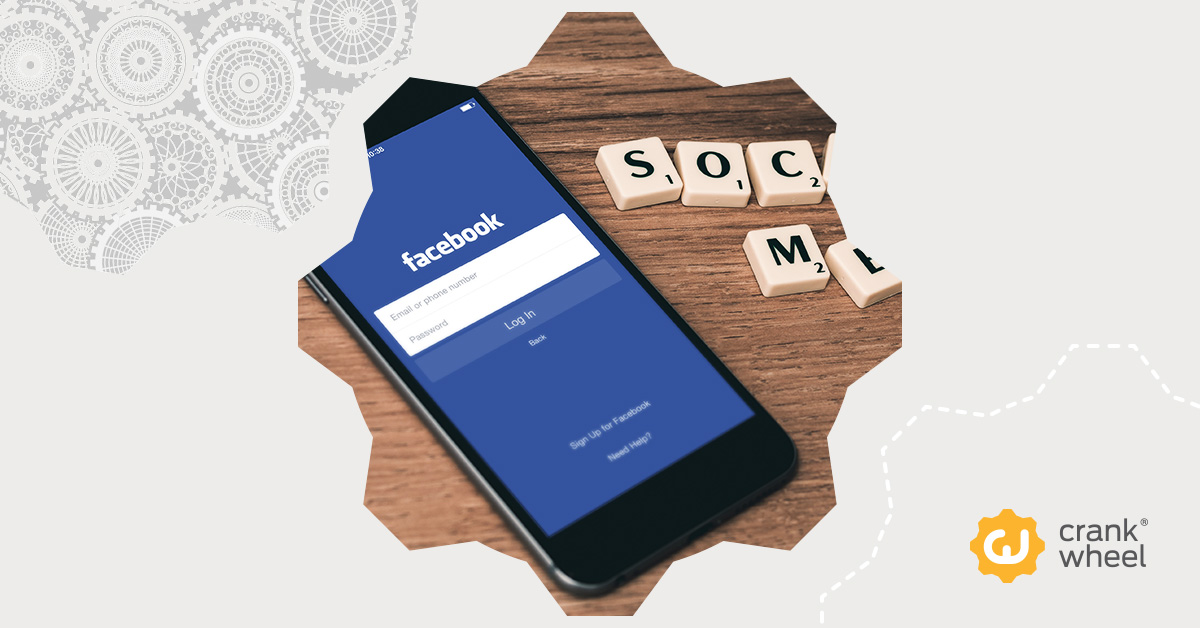 10:38
facebook
Email or phone number
Password
Log In
Back
Sign Up for Facebook
Need Help?
S1 O1 C2
M2 E
crank®
wheel